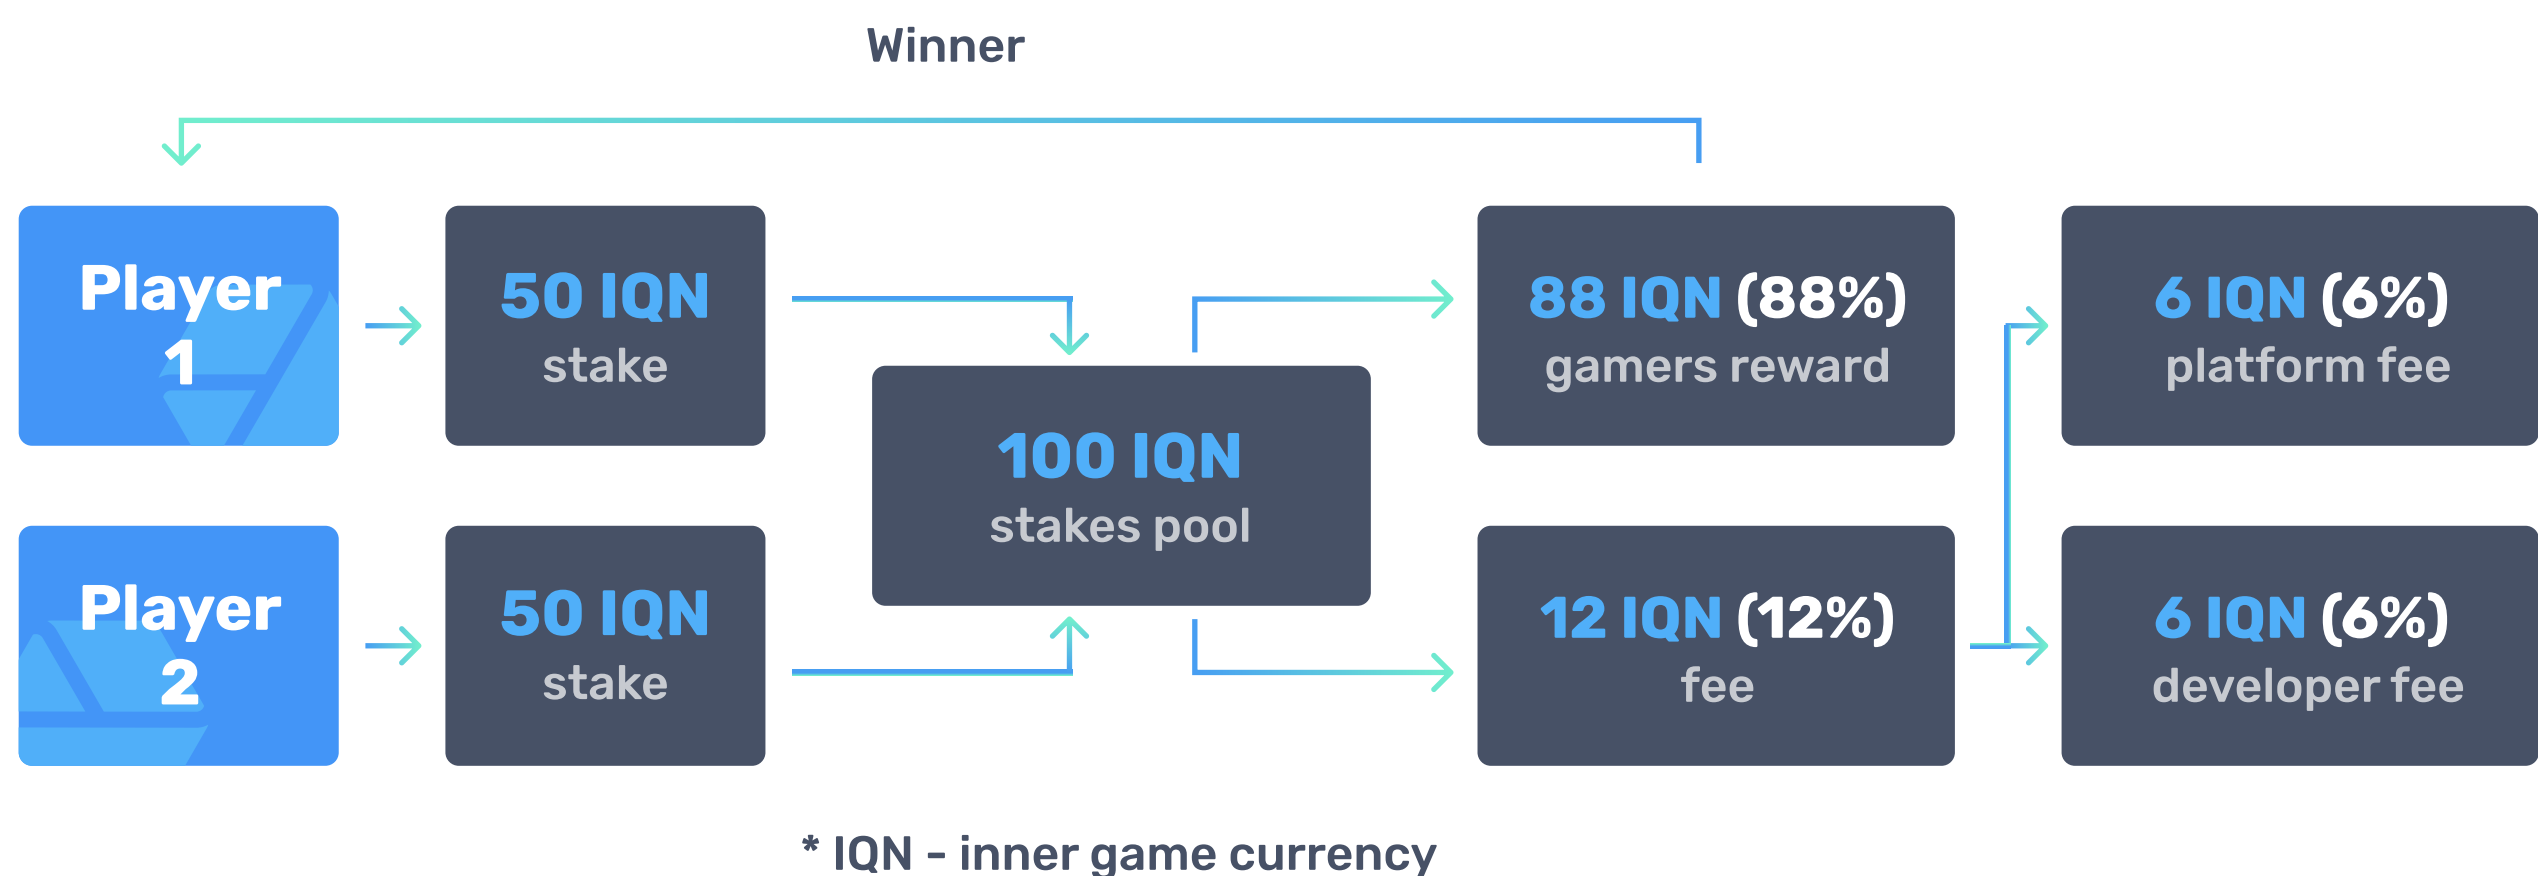 Winner
Player
1
50 IQN
stake
Player
2
50 IQN
stake
100 IQN
stakes pool
88 IQN (88%)
gamers reward
12 IQN (12%)
fee
6 IQN (6%)
platform fee
6 IQN (6%)
developer fee
* IQN - inner game currency